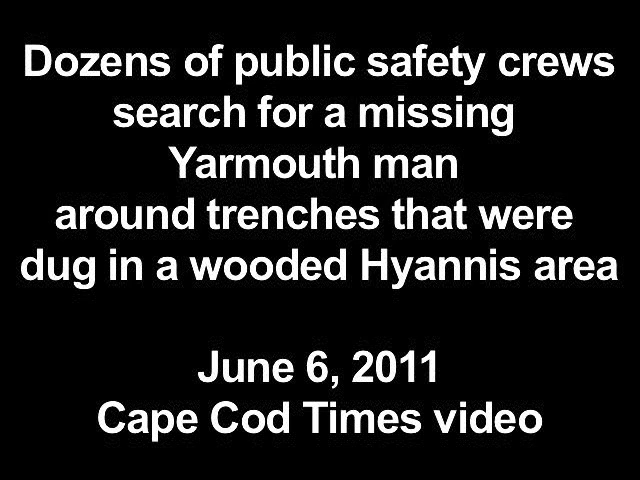 Dozens of public safety crews
search for a missing
Yarmouth man
around trenches that were
dug in a wooded Hyannis area
June 6, 2011
Cape Cod Times video